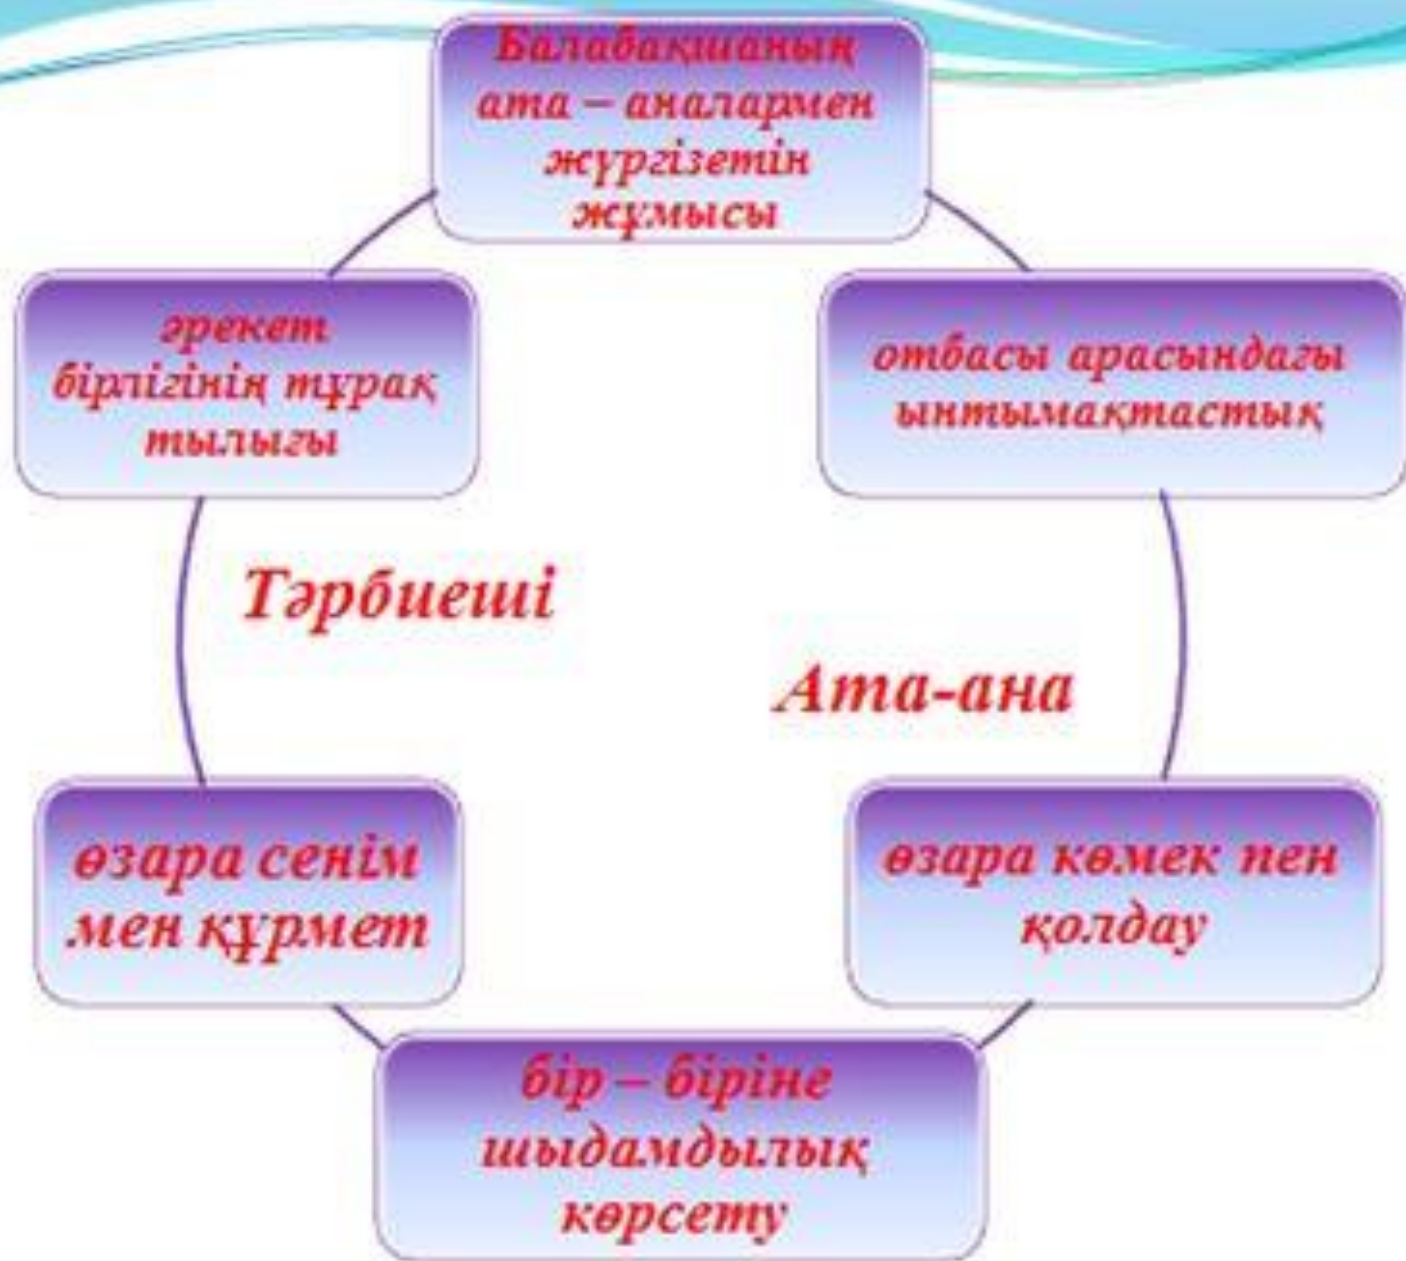 Балабақшаның
ата – аналармен
жүргізетін
жұмысы
әрекет
бірлігінің тұрақ
тылығы
отбасы арасындағы
ынтымақтастық
Тәрбиеші
Ата-ана
өзара сенім
мен құрмет
өзара көмек пен
қолдау
бір – біріне
шыдамдылық
көрсету